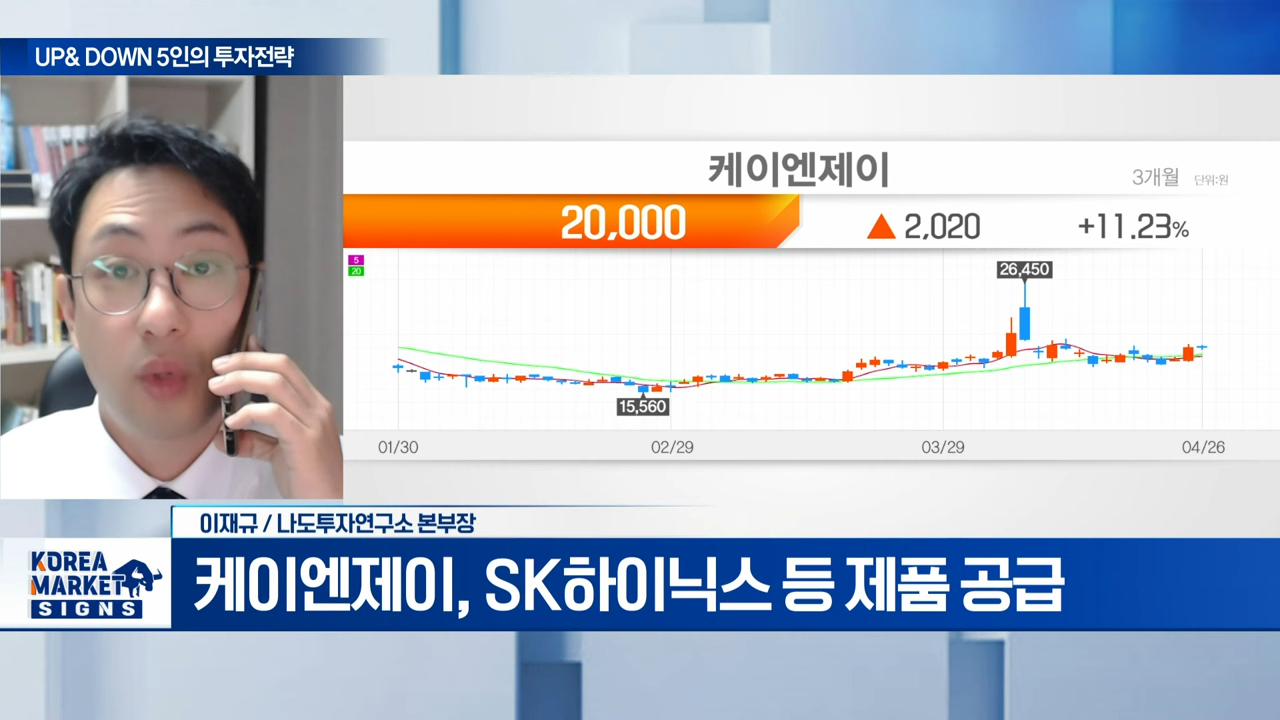 UP& DOWN 5인의 투자전략
케이엔제이
3개월 단위:원
20,000 ▲ 2,020 +11.23%
5
20
26,450
15,560
01/30 02/29 03/29 04/26
이재규 / 나도투자연구소 본부장
KOREA
MARKET
SIGNS
케이엔제이, SK하이닉스 등 제품 공급